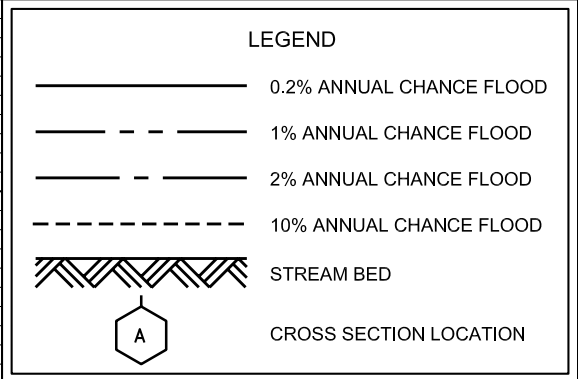 LEGEND
0.2% ANNUAL CHANCE FLOOD
1% ANNUAL CHANCE FLOOD
2% ANNUAL CHANCE FLOOD
10% ANNUAL CHANCE FLOOD
STREAM BED
A
CROSS SECTION LOCATION